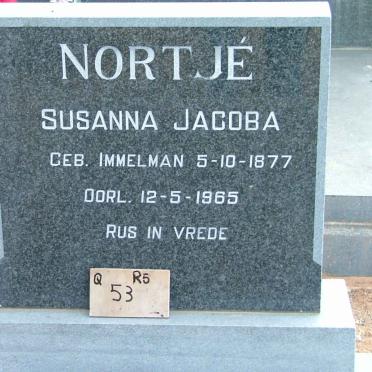 NORTJÉ
SUSANNA JACOBA
GEB. IMMELMAN 5-10-1877
OORL. 12-5-1965
RUS IN VREDE
Q R5
53